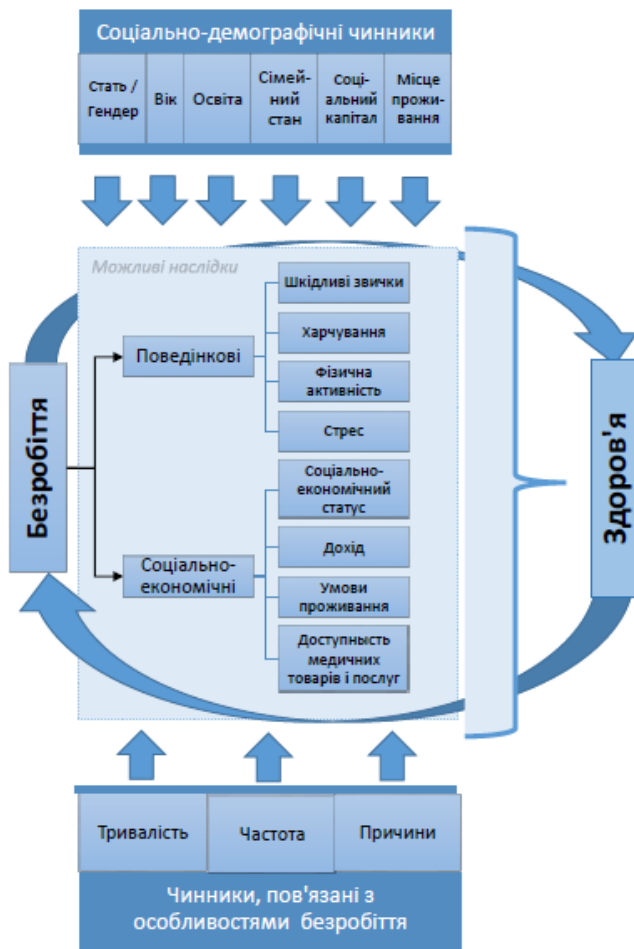 Соціально-демографічні чинники
Стать /
Гендер
Вік
Освіта
Сімей-
ний
стан
Соці-
альний
капітал
Місце
прожи-
вання
Можливі наслідки
Безробіття
Поведінкові
Шкідливі звички
Харчування
Фізична
активність
Стрес
Соціально-
економічні
Соціально-
економічний
статус
Дохід
Умови
проживання
Доступнысть
медичних
товарів і послуг
Здоров'я
Тривалість
Частота
Причини
Чинники, пов'язані з
особливостями безробіття